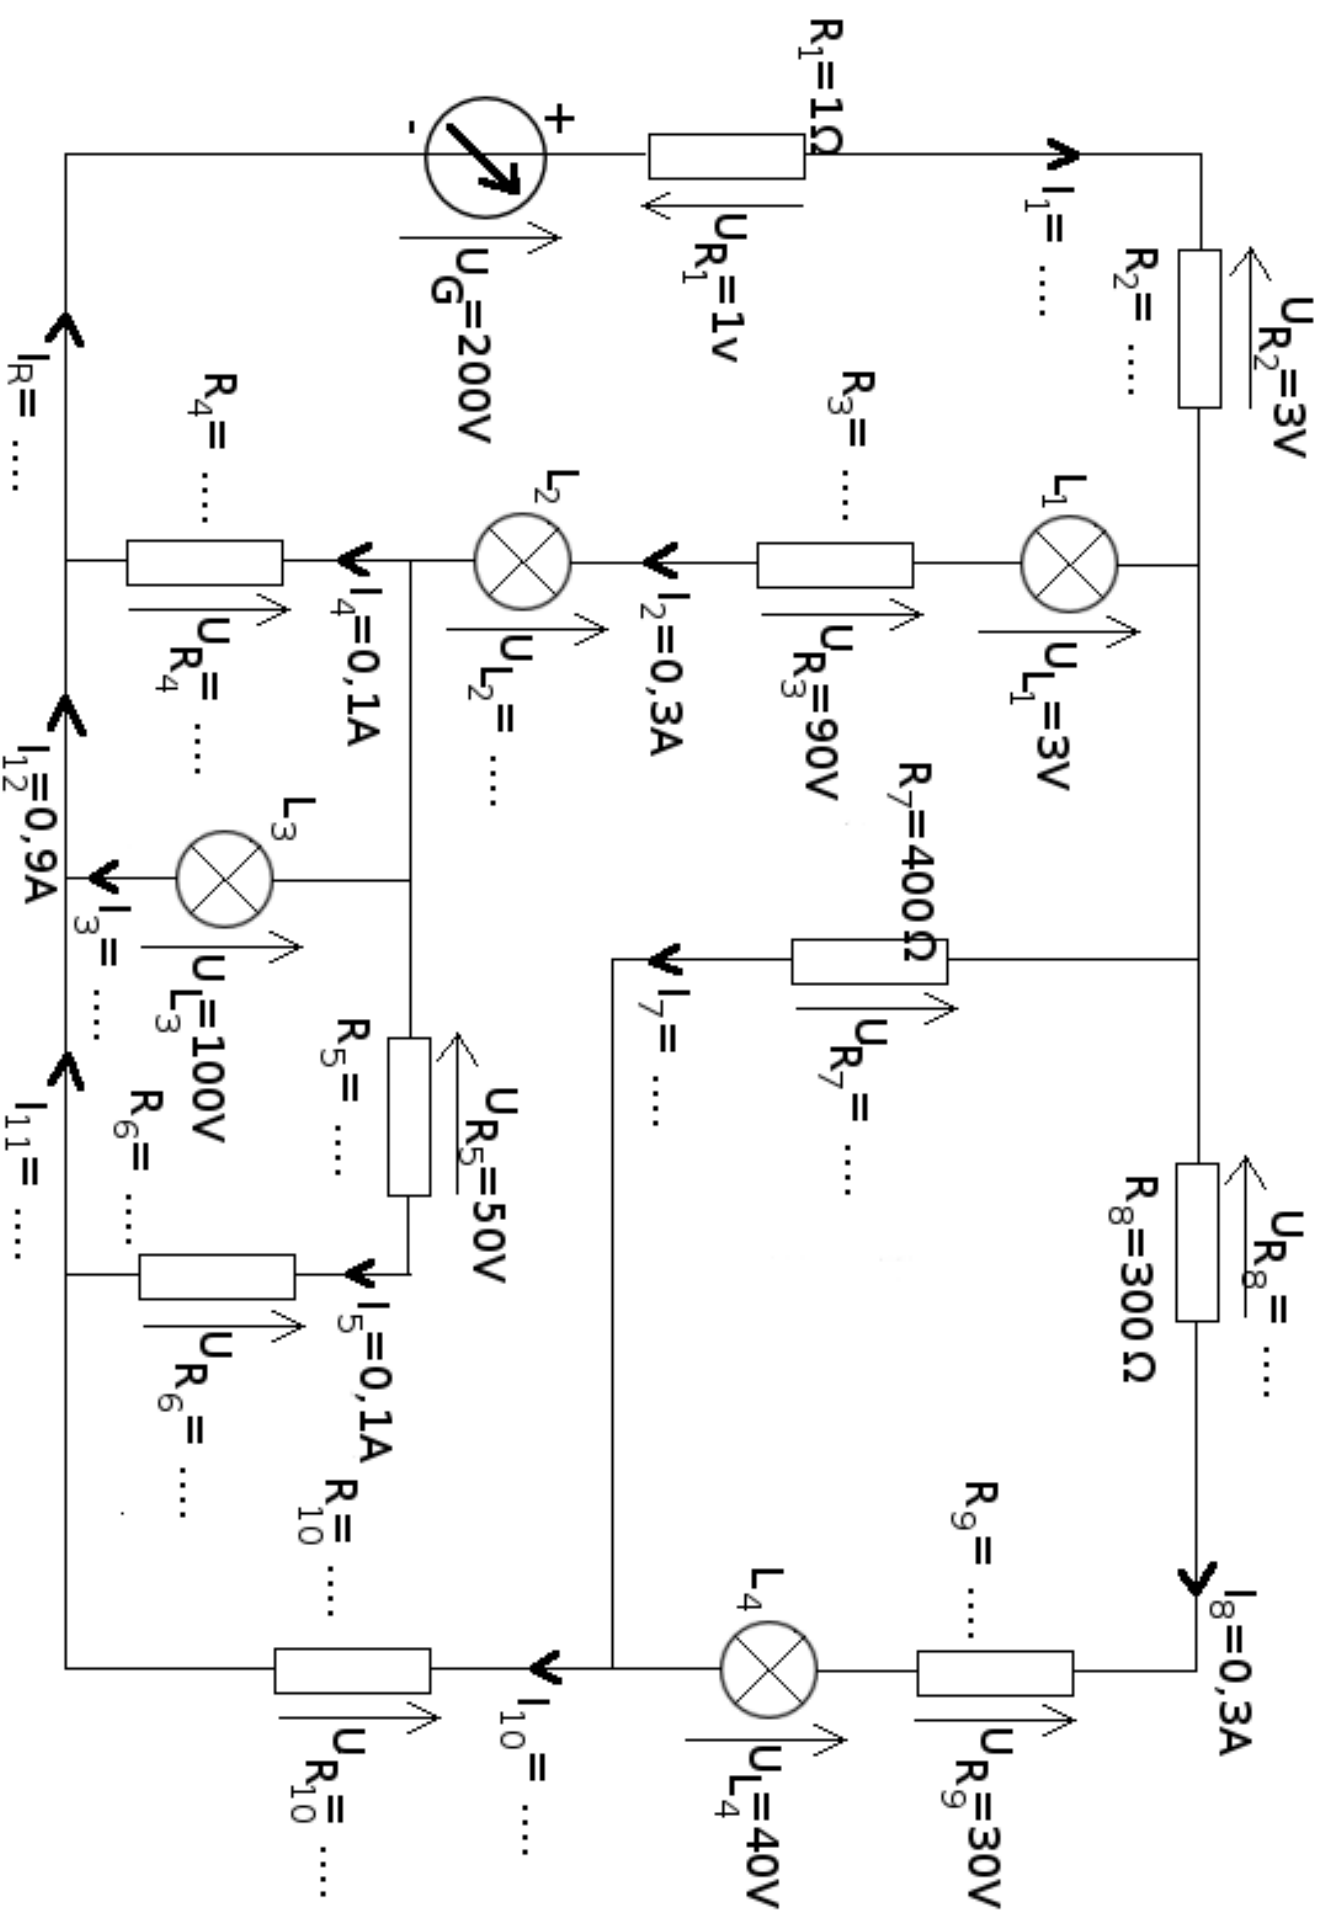 R1=1Ω
+
-
UR1=1v
UG=200V
I1= ....
R2= ....
UR2=3V
IR= ....
R4= ....
L2
R3= ....
L1
I4=0,1A
UR4= ....
UL2= ....
I2=0,3A
UR3=90V
UL1=3V
I12=0,9A
L3
R7=400Ω
I3= ....
UL3=100V
R5= ....
UR5=50V
I7= ....
UR7= ....
I11= ....
R6= ....
R8=300Ω
UR8= ....
UR6= ....
I5=0,1A
R10= ....
R9= ....
L4
I8=0,3A
UR10= ....
I10= ....
UL4=40V
UR9=30V